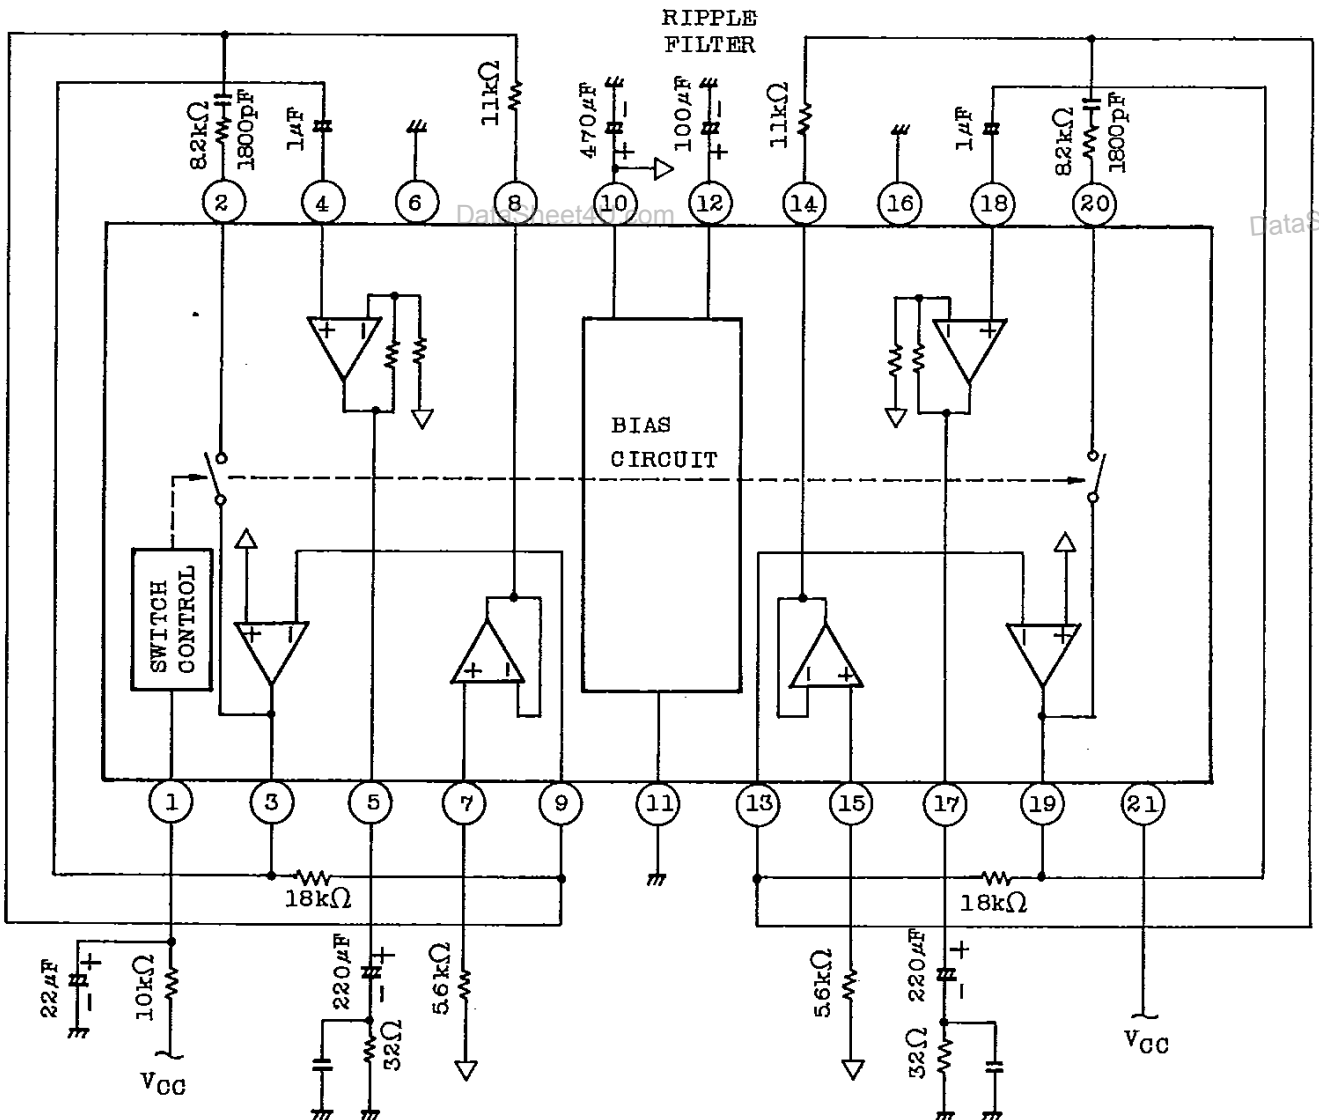 RIPPLE
FILTER
8.2kΩ
1800pF
1μF
11kΩ
470μF
-
+
100μF
-
+
11kΩ
1μF
8.2kΩ
1800pF
2
4
6
8
10
12
14
16
18
20
DataSheet4U.com
DataS
+
-
-
+
BIAS
CIRCUIT
SWITCH
CONTROL
+
-
+
-
-
+
-
+
1
3
5
7
9
11
13
15
17
19
21
18kΩ
18kΩ
22μF
+
-
10kΩ
220μF
+
-
5.6kΩ
5.6kΩ
220μF
+
-
32Ω
32Ω
VCC
VCC